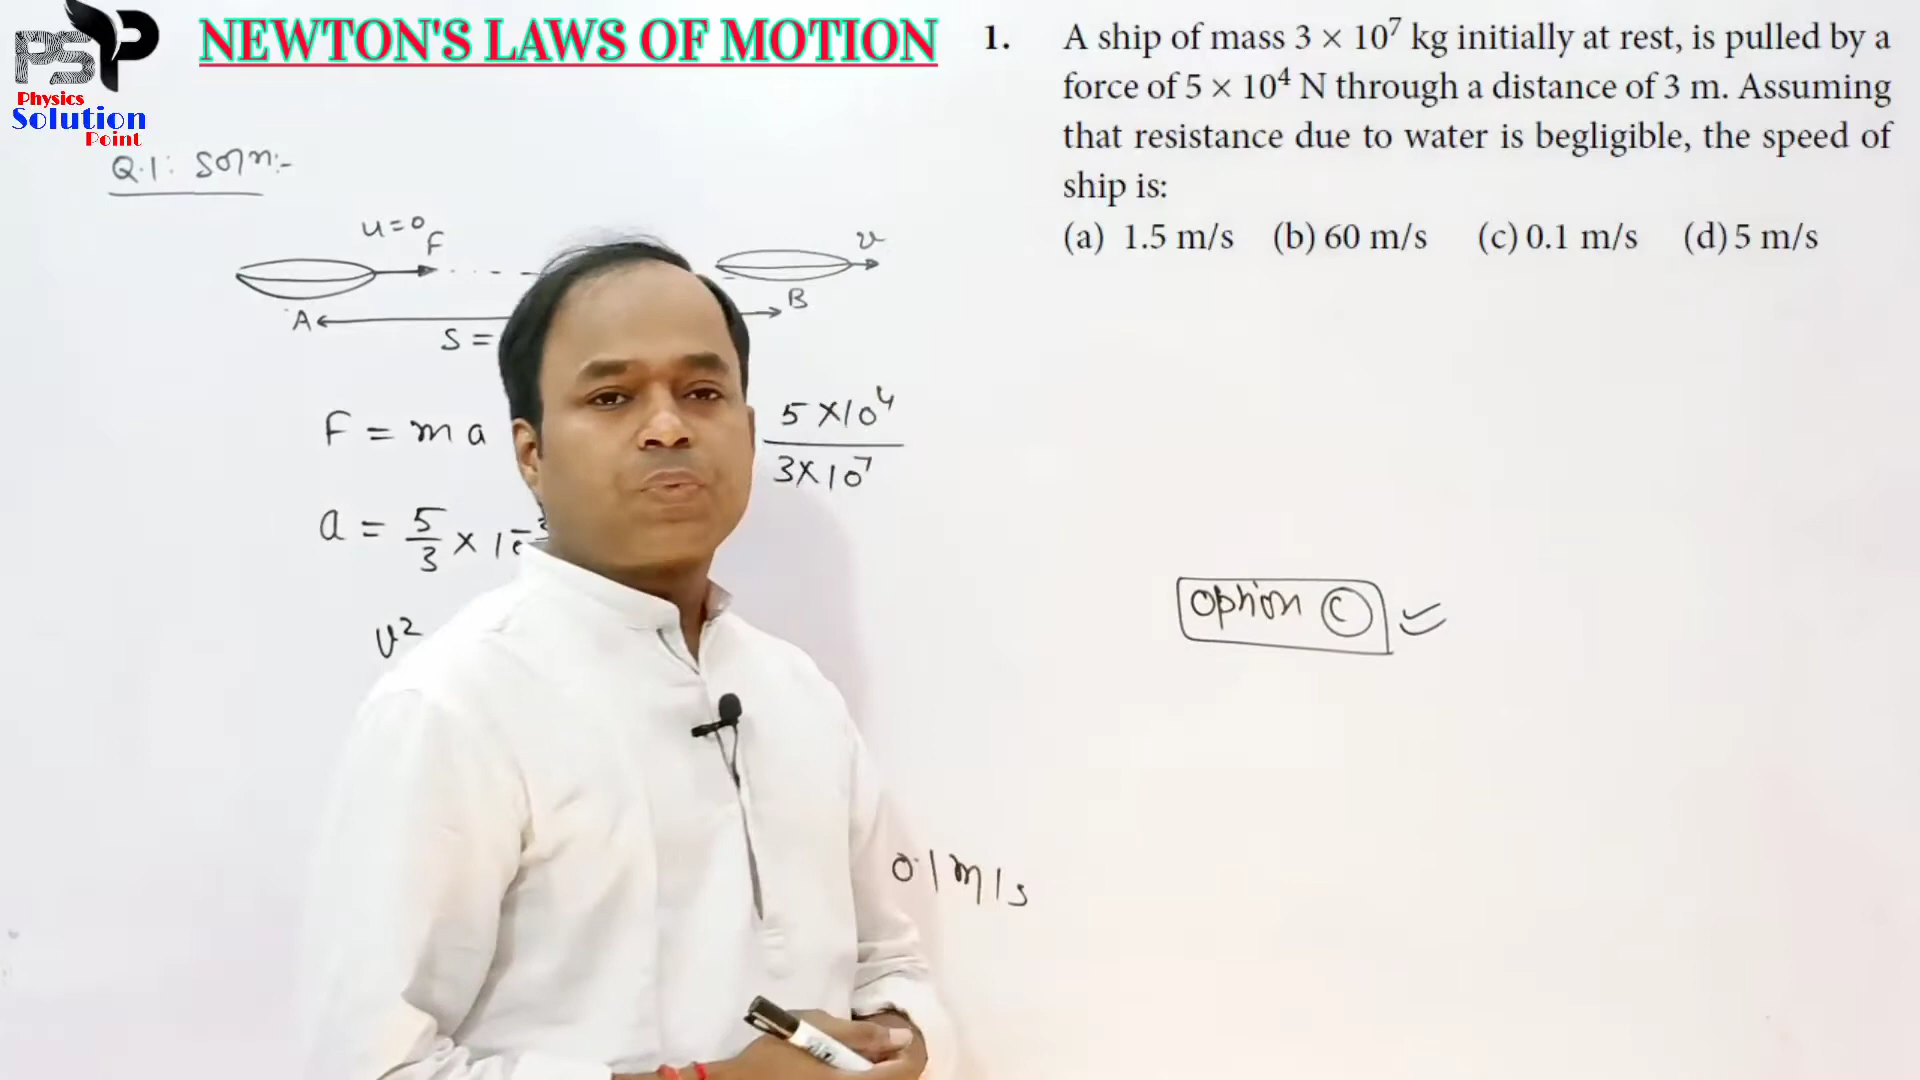 PSP
Physics
Solution
Point
NEWTON'S LAWS OF MOTION
1. A ship of mass 3 × 10⁷ kg initially at rest, is pulled by a
force of 5 × 10⁴ N through a distance of 3 m. Assuming
that resistance due to water is begligible, the speed of
ship is:
(a) 1.5 m/s (b) 60 m/s (c) 0.1 m/s (d) 5 m/s
Q.1: Soln:-
u=0
F
v
A
B
S =
F = m a
5 ×10⁴
3×10⁷
a = 5/3 × 10⁻³
v²
0.1 m/s
option C